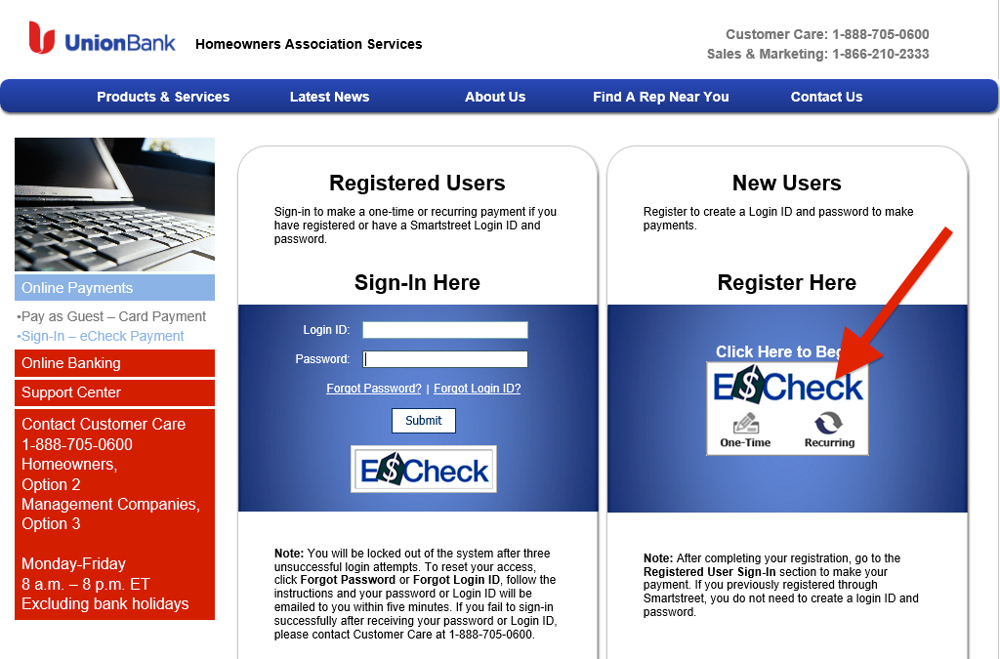 UnionBank Homeowners Association Services
Customer Care: 1-888-705-0600
Sales & Marketing: 1-866-210-2333
Products & Services
Latest News
About Us
Find A Rep Near You
Contact Us
Online Payments
•Pay as Guest – Card Payment
•Sign-In – eCheck Payment
Online Banking
Support Center
Contact Customer Care
1-888-705-0600
Homeowners,
Option 2
Management Companies,
Option 3
Monday-Friday
8 a.m. – 8 p.m. ET
Excluding bank holidays
Registered Users
Sign-in to make a one-time or recurring payment if you
have registered or have a Smartstreet Login ID and
password.
Sign-In Here
Login ID:
Password:
Forgot Password? | Forgot Login ID?
Submit
E$Check
Note: You will be locked out of the system after three
unsuccessful login attempts. To reset your access,
click Forgot Password or Forgot Login ID, follow the
instructions and your password or Login ID will be
emailed to you within five minutes. If you fail to sign-in
successfully after receiving your password or Login ID,
please contact Customer Care at 1-888-705-0600.
New Users
Register to create a Login ID and password to make
payments.
Register Here
Click Here to Beg
E$Check
One-Time
Recurring
Note: After completing your registration, go to the
Registered User Sign-In section to make your
payment. If you previously registered through
Smartstreet, you do not need to create a login ID and
password.